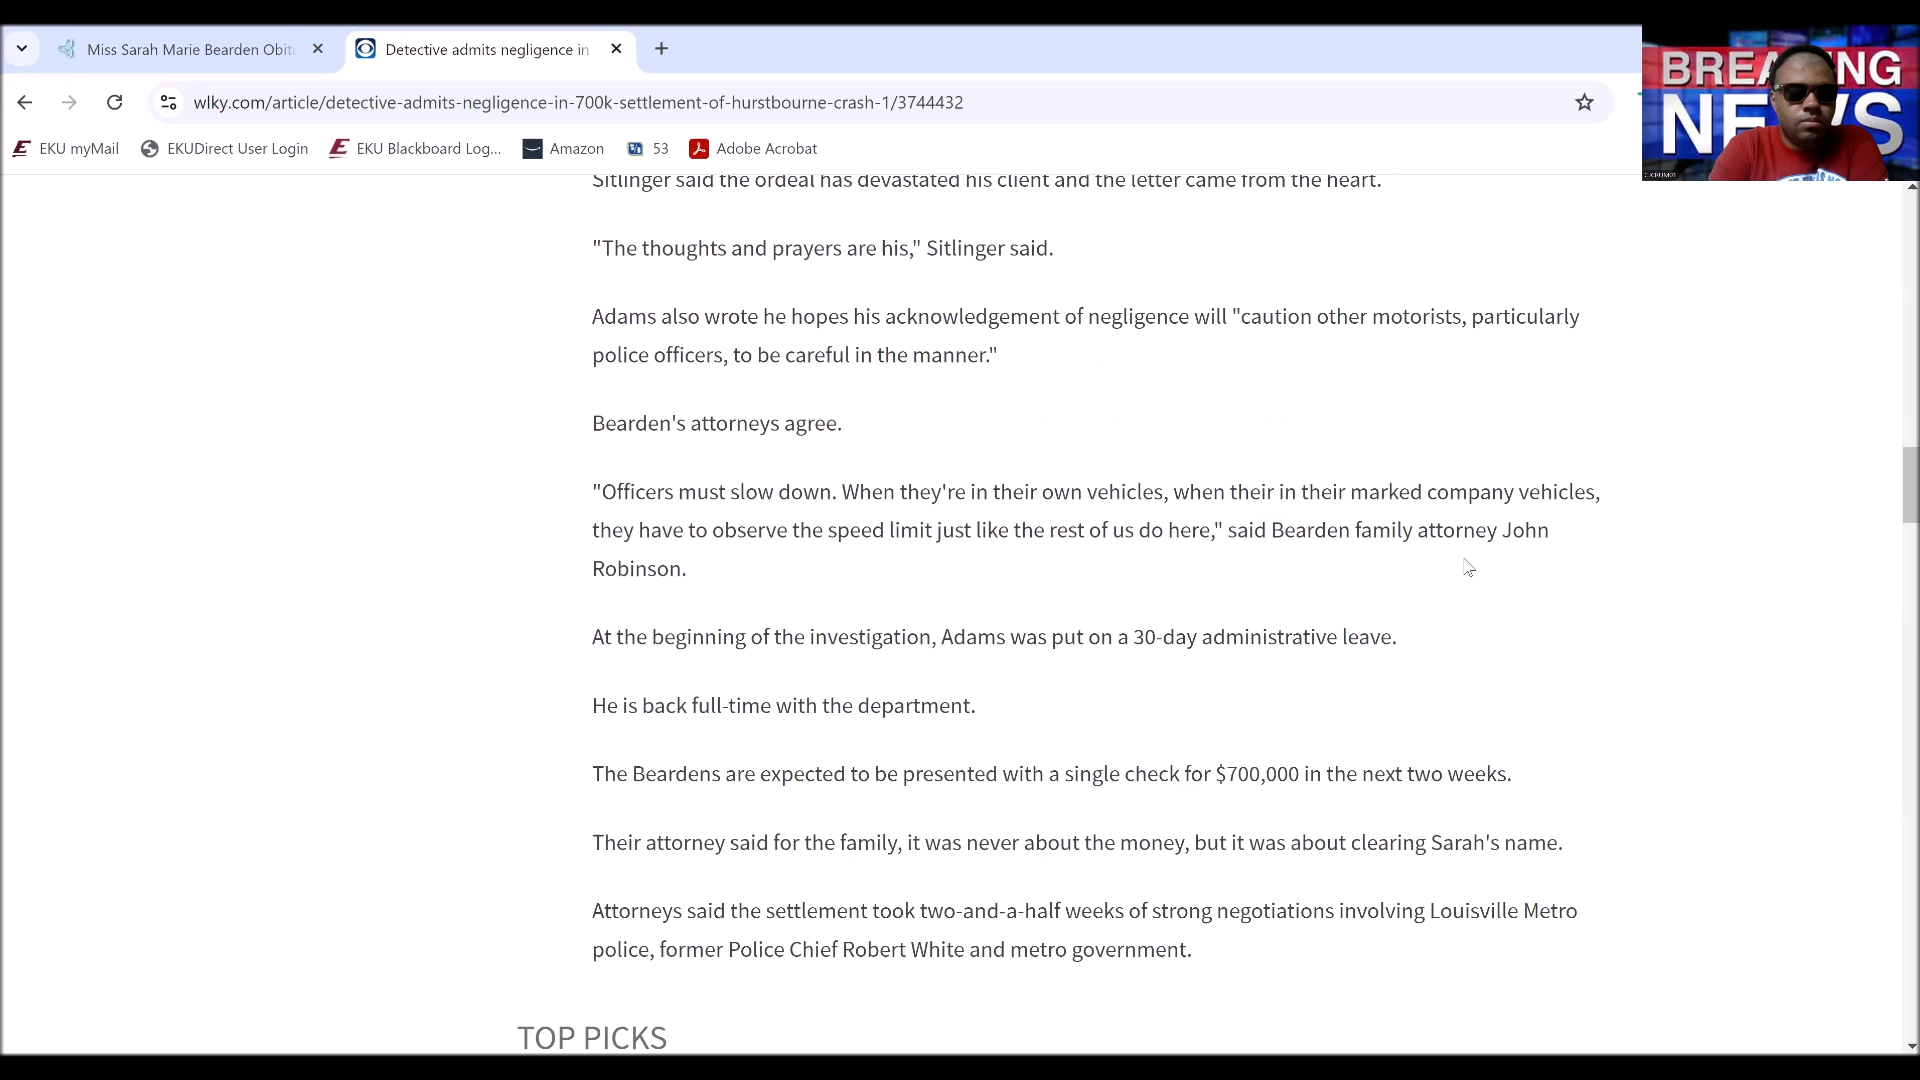 Miss Sarah Marie Bearden Obit
Detective admits negligence in
wlky.com/article/detective-admits-negligence-in-700k-settlement-of-hurstbourne-crash-1/3744432
EKU myMail
EKUDirect User Login
EKU Blackboard Log...
Amazon
53
Adobe Acrobat
BREAKING
NEWS
Sitlinger said the ordeal has devastated his client and the letter came from the heart.
"The thoughts and prayers are his," Sitlinger said.
Adams also wrote he hopes his acknowledgement of negligence will "caution other motorists, particularly
police officers, to be careful in the manner."
Bearden's attorneys agree.
"Officers must slow down. When they're in their own vehicles, when their in their marked company vehicles,
they have to observe the speed limit just like the rest of us do here," said Bearden family attorney John
Robinson.
At the beginning of the investigation, Adams was put on a 30-day administrative leave.
He is back full-time with the department.
The Beardens are expected to be presented with a single check for $700,000 in the next two weeks.
Their attorney said for the family, it was never about the money, but it was about clearing Sarah's name.
Attorneys said the settlement took two-and-a-half weeks of strong negotiations involving Louisville Metro
police, former Police Chief Robert White and metro government.
TOP PICKS